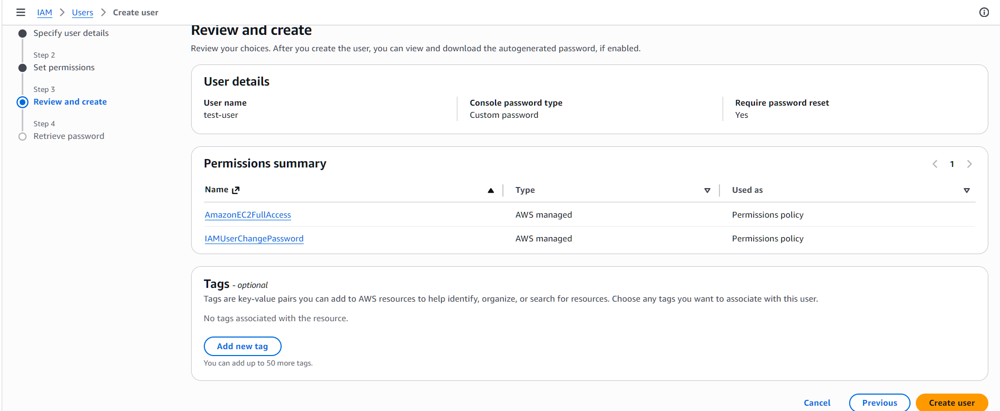 IAM > Users > Create user
Specify user details
Step 2
Set permissions
Step 3
Review and create
Step 4
Retrieve password
Review and create
Review your choices. After you create the user, you can view and download the autogenerated password, if enabled.
User details
User name
test-user
Console password type
Custom password
Require password reset
Yes
Permissions summary
1
Name Type Used as
AmazonEC2FullAccess AWS managed Permissions policy
IAMUserChangePassword AWS managed Permissions policy
Tags - optional
Tags are key-value pairs you can add to AWS resources to help identify, organize, or search for resources. Choose any tags you want to associate with this user.
No tags associated with the resource.
Add new tag
You can add up to 50 more tags.
Cancel Previous Create user